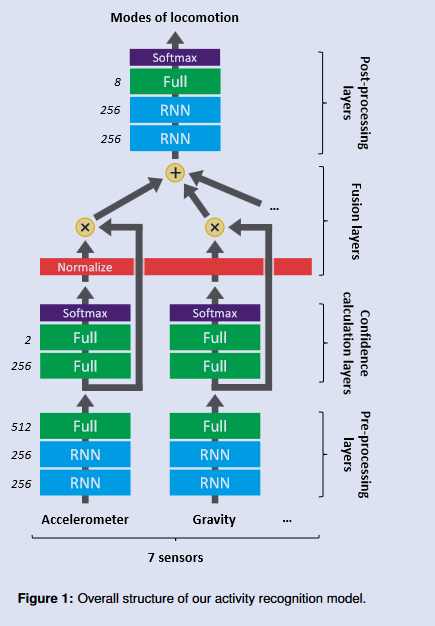 Modes of locomotion
Softmax
8 Full
256 RNN
256 RNN
Post-processing layers
+
...
× ×
Fusion layers
Normalize
Softmax Softmax
2 Full Full
256 Full Full
Confidence calculation layers
512 Full Full
256 RNN RNN
256 RNN RNN
Pre-processing layers
Accelerometer Gravity ...
7 sensors
Figure 1: Overall structure of our activity recognition model.